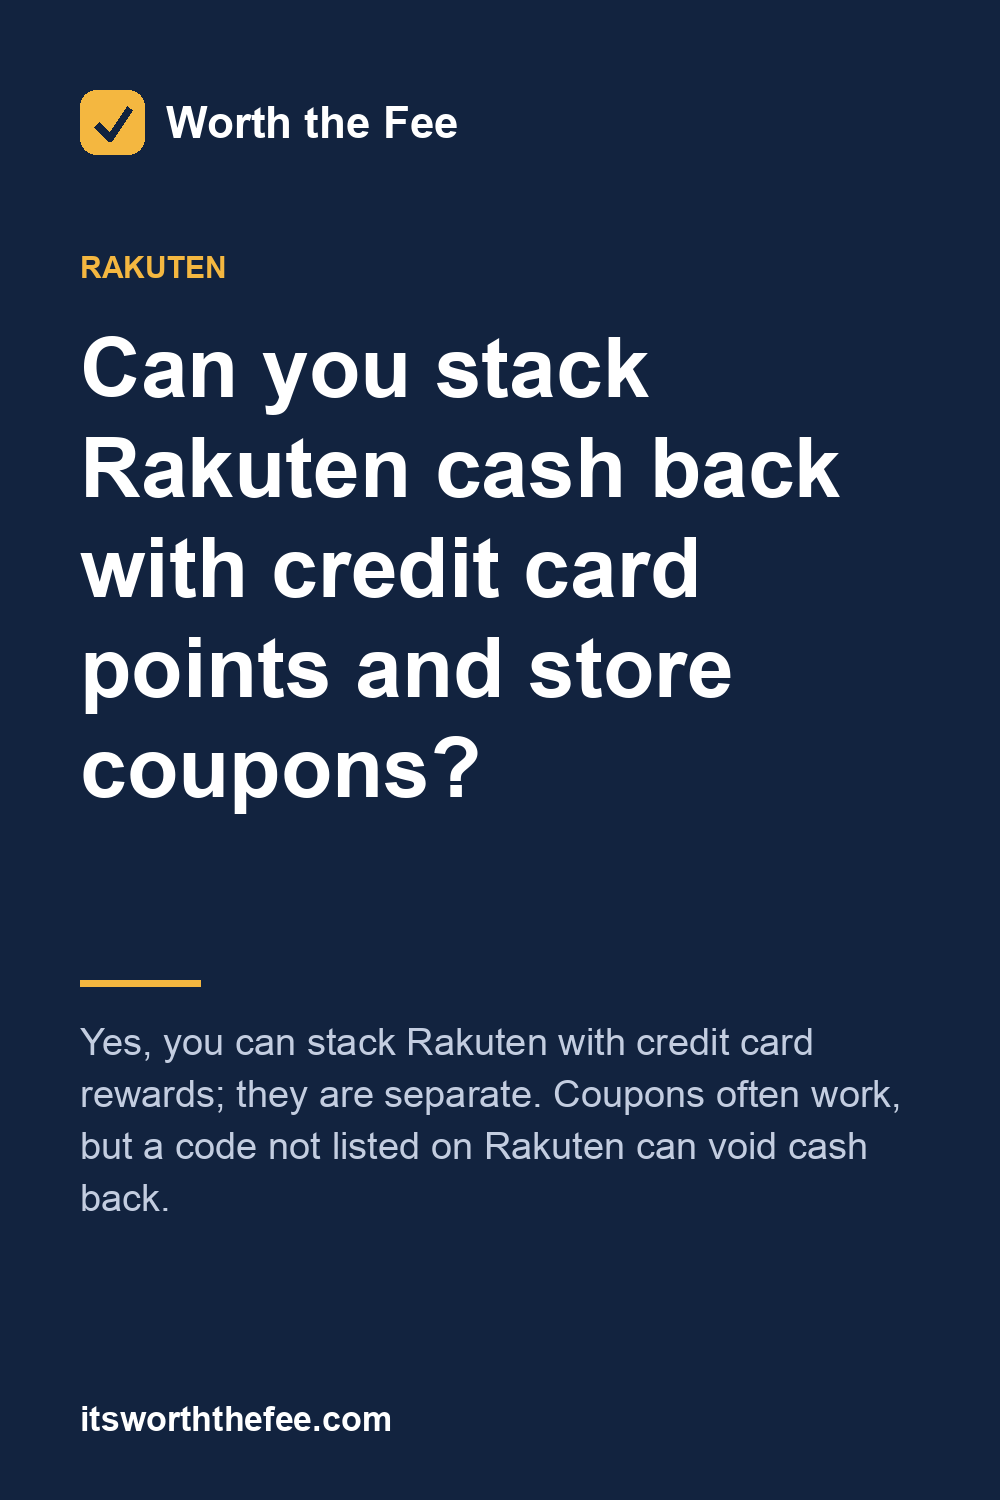 Worth the Fee
RAKUTEN
Can you stack
Rakuten cash back
with credit card
points and store
coupons?
Yes, you can stack Rakuten with credit card
rewards; they are separate. Coupons often work,
but a code not listed on Rakuten can void cash
back.
itsworththefee.com